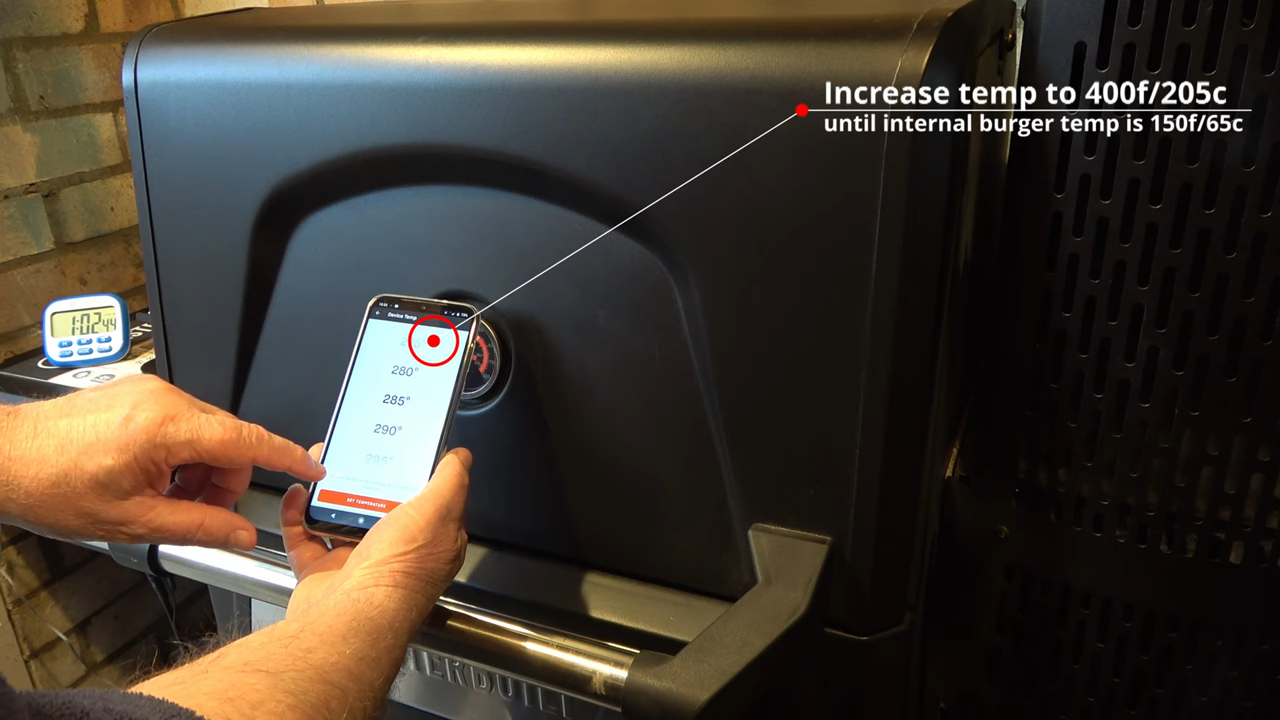 Increase temp to 400f/205c
until internal burger temp is 150f/65c
Device Temp
280°
285°
290°
295°
SET TEMPERATURE
1:02 44